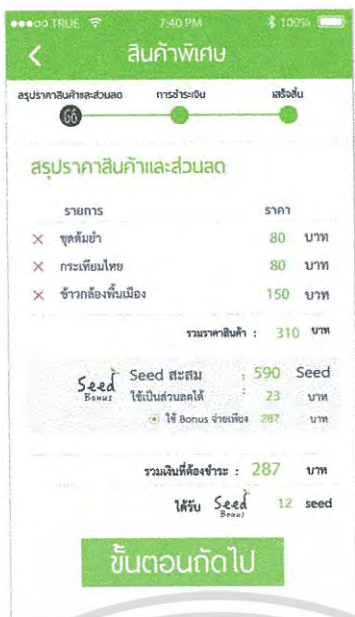 TRUE 7:40 PM 100%
สินค้าพิเศษ
สรุปราคาสินค้าและส่วนลด การชำระเงิน เสร็จสิ้น
สรุปราคาสินค้าและส่วนลด
รายการ ราคา
× ชุดต้มยำ 80 บาท
× กระเทียมไทย 80 บาท
× ข้าวกล้องพื้นเมือง 150 บาท
รวมราคาสินค้า : 310 บาท
Seed Bonus
Seed สะสม : 590 Seed
ใช้เป็นส่วนลดได้ : 23 บาท
ใช้ Bonus จ่ายเพียง 287 บาท
รวมเงินที่ต้องชำระ : 287 บาท
ได้รับ Seed Bonus 12 seed
ขั้นตอนถัดไป